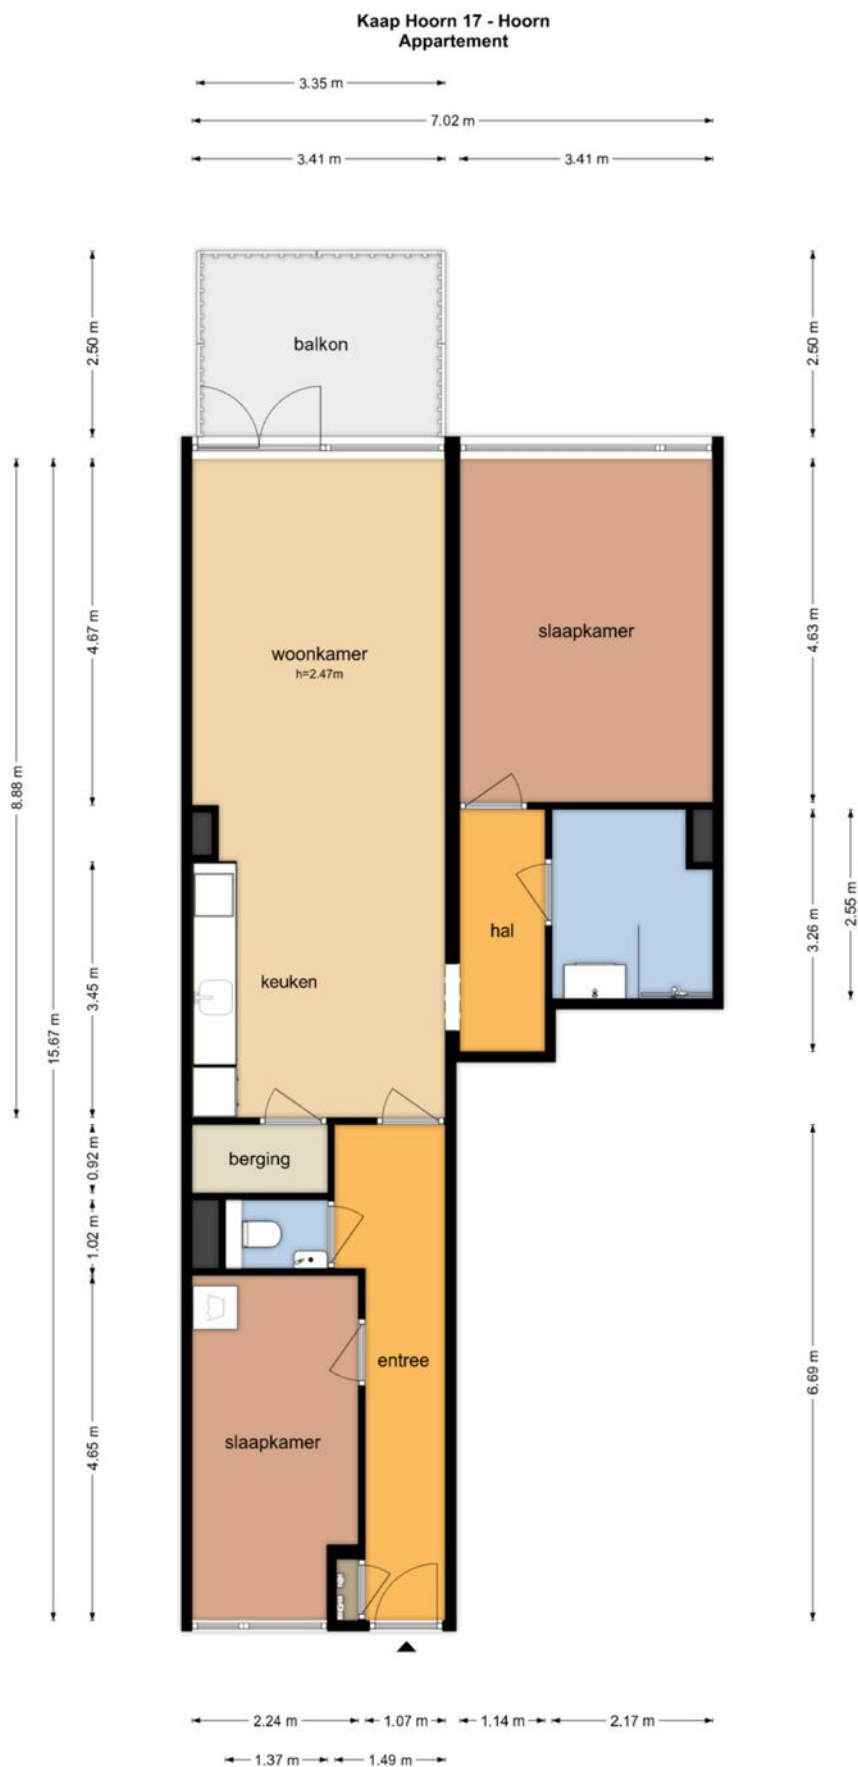 Kaap Hoorn 17 - Hoorn
Appartement
3.35 m
7.02 m
3.41 m
3.41 m
2.50 m
2.50 m
balkon
4.67 m
4.63 m
slaapkamer
woonkamer
h=2.47m
8.88 m
2.55 m
3.26 m
hal
keuken
3.45 m
15.67 m
0.92 m
berging
1.02 m
entree
6.69 m
slaapkamer
4.65 m
2.24 m
1.07 m
1.14 m
2.17 m
1.37 m
1.49 m